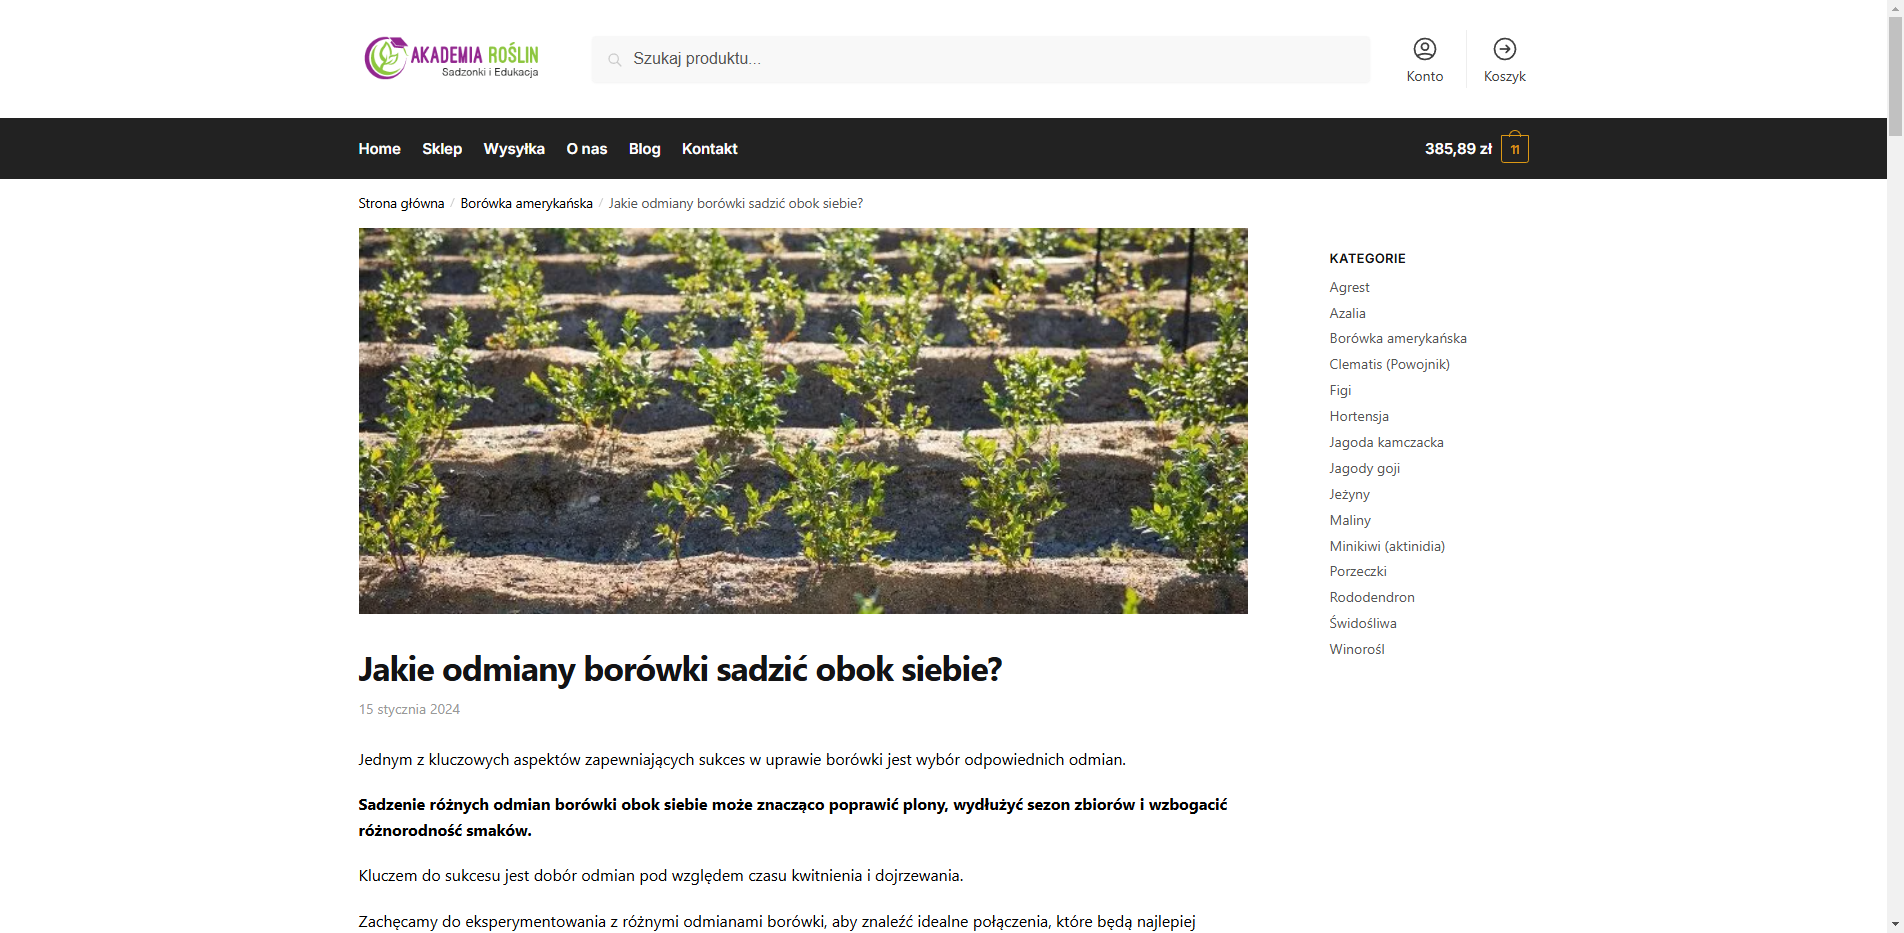 AKADEMIA ROŚLIN
Sadzonki i Edukacja
Szukaj produktu...
Konto
Koszyk
Home Sklep Wysyłka O nas Blog Kontakt
385,89 zł 11
Strona główna / Borówka amerykańska / Jakie odmiany borówki sadzić obok siebie?
KATEGORIE
Agrest
Azalia
Borówka amerykańska
Clematis (Powojnik)
Figi
Hortensja
Jagoda kamczacka
Jagody goji
Jeżyny
Maliny
Minikiwi (aktinidia)
Porzeczki
Rododendron
Świdośliwa
Winorośl
Jakie odmiany borówki sadzić obok siebie?
15 stycznia 2024
Jednym z kluczowych aspektów zapewniających sukces w uprawie borówki jest wybór odpowiednich odmian.
Sadzenie różnych odmian borówki obok siebie może znacząco poprawić plony, wydłużyć sezon zbiorów i wzbogacić
różnorodność smaków.
Kluczem do sukcesu jest dobór odmian pod względem czasu kwitnienia i dojrzewania.
Zachęcamy do eksperymentowania z różnymi odmianami borówki, aby znaleźć idealne połączenia, które będą najlepiej